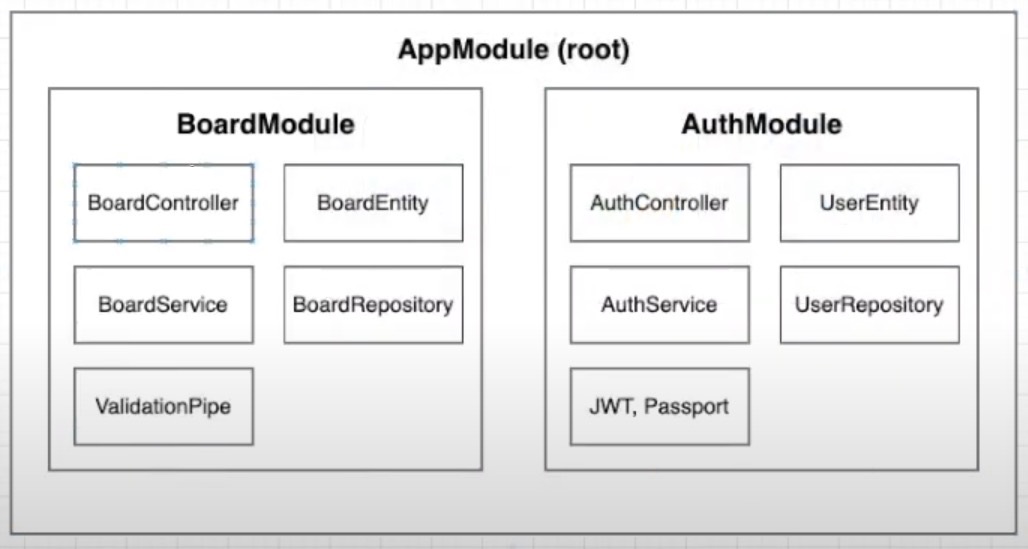 AppModule (root)
BoardModule
BoardController
BoardEntity
BoardService
BoardRepository
ValidationPipe
AuthModule
AuthController
UserEntity
AuthService
UserRepository
JWT, Passport